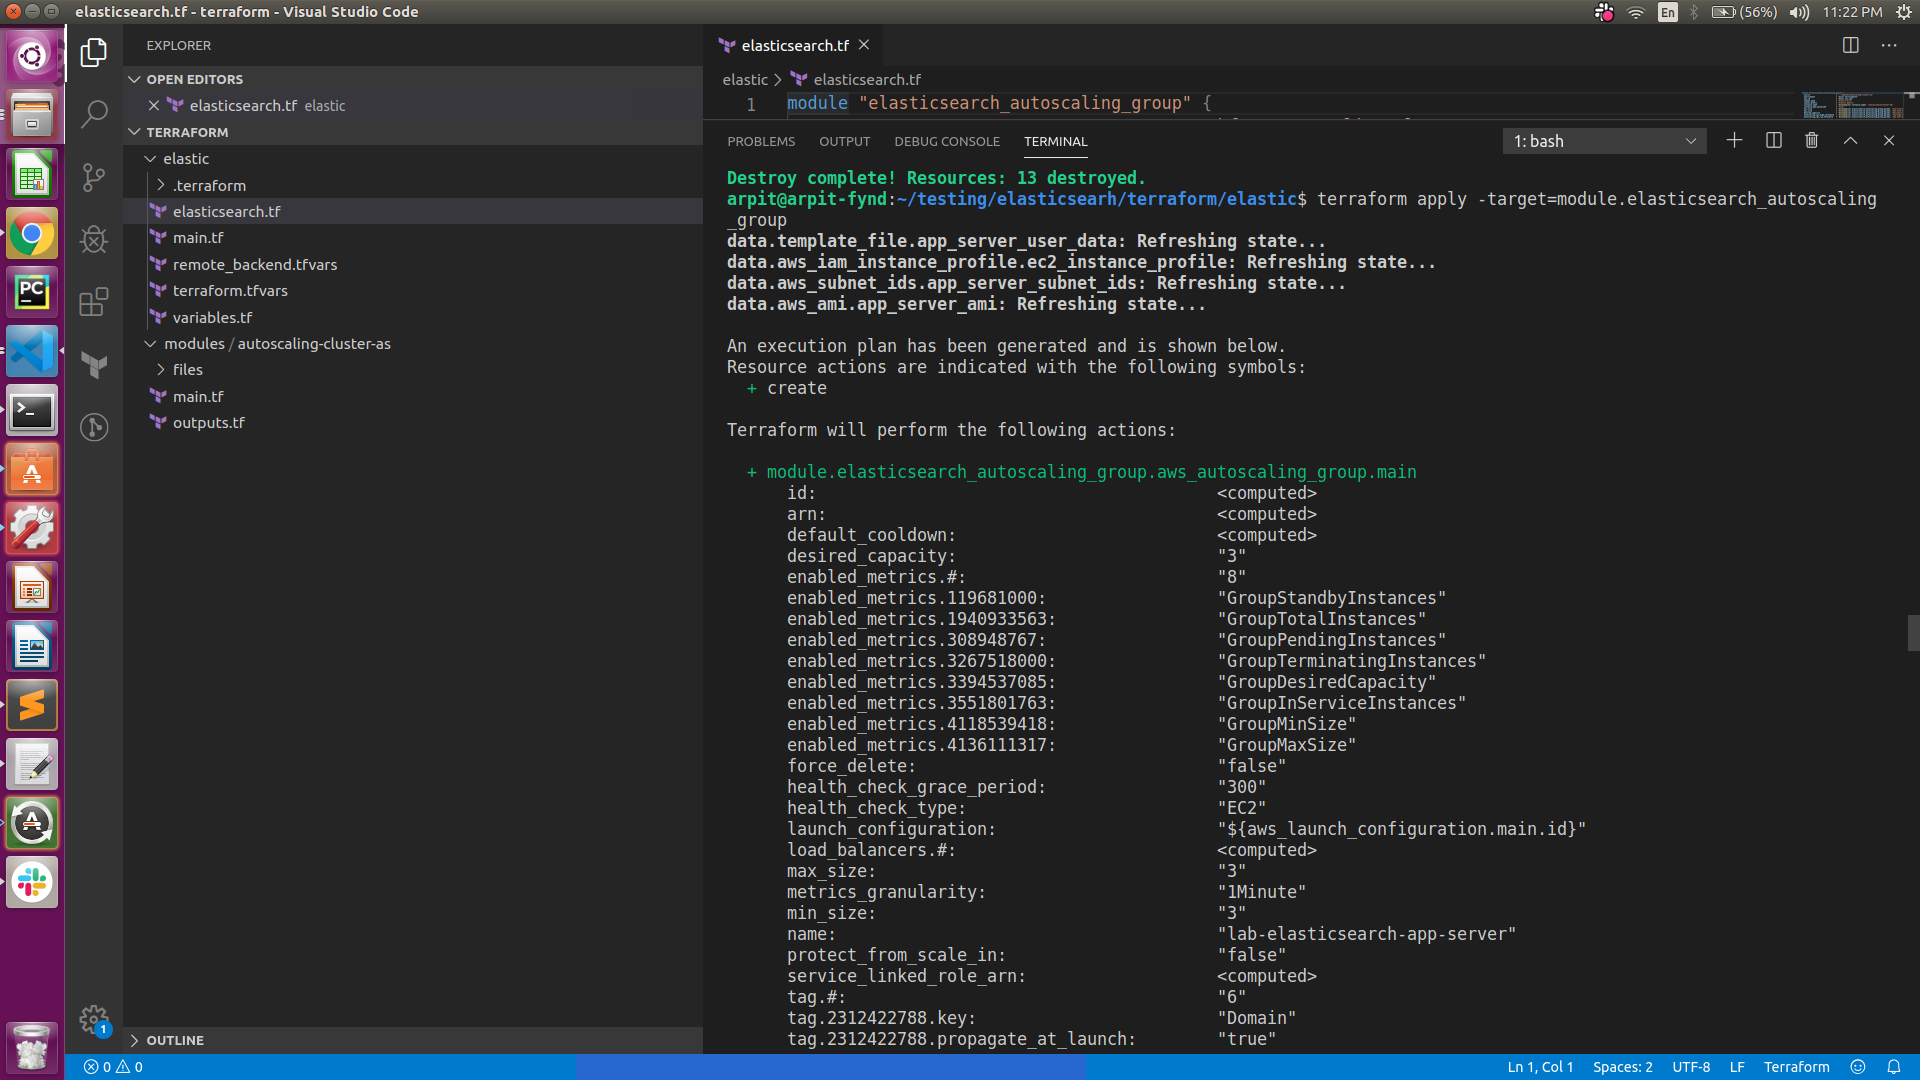 elasticsearch.tf - terraform - Visual Studio Code
En
(56%)
11:22 PM
EXPLORER
OPEN EDITORS
elasticsearch.tf elastic
TERRAFORM
elastic
.terraform
elasticsearch.tf
main.tf
remote_backend.tfvars
terraform.tfvars
variables.tf
modules / autoscaling-cluster-as
files
main.tf
outputs.tf
OUTLINE
PC
1
elasticsearch.tf
elastic > elasticsearch.tf
1 module "elasticsearch_autoscaling_group" {
PROBLEMS OUTPUT DEBUG CONSOLE TERMINAL
1: bash
Destroy complete! Resources: 13 destroyed.
arpit@arpit-fynd:~/testing/elasticsearh/terraform/elastic$ terraform apply -target=module.elasticsearch_autoscaling
_group
data.template_file.app_server_user_data: Refreshing state...
data.aws_iam_instance_profile.ec2_instance_profile: Refreshing state...
data.aws_subnet_ids.app_server_subnet_ids: Refreshing state...
data.aws_ami.app_server_ami: Refreshing state...
An execution plan has been generated and is shown below.
Resource actions are indicated with the following symbols:
+ create
Terraform will perform the following actions:
+ module.elasticsearch_autoscaling_group.aws_autoscaling_group.main
id: <computed>
arn: <computed>
default_cooldown: <computed>
desired_capacity: "3"
enabled_metrics.#: "8"
enabled_metrics.119681000: "GroupStandbyInstances"
enabled_metrics.1940933563: "GroupTotalInstances"
enabled_metrics.308948767: "GroupPendingInstances"
enabled_metrics.3267518000: "GroupTerminatingInstances"
enabled_metrics.3394537085: "GroupDesiredCapacity"
enabled_metrics.3551801763: "GroupInServiceInstances"
enabled_metrics.4118539418: "GroupMinSize"
enabled_metrics.4136111317: "GroupMaxSize"
force_delete: "false"
health_check_grace_period: "300"
health_check_type: "EC2"
launch_configuration: "${aws_launch_configuration.main.id}"
load_balancers.#: <computed>
max_size: "3"
metrics_granularity: "1Minute"
min_size: "3"
name: "lab-elasticsearch-app-server"
protect_from_scale_in: "false"
service_linked_role_arn: <computed>
tag.#: "6"
tag.2312422788.key: "Domain"
tag.2312422788.propagate_at_launch: "true"
0 0
Ln 1, Col 1 Spaces: 2 UTF-8 LF Terraform